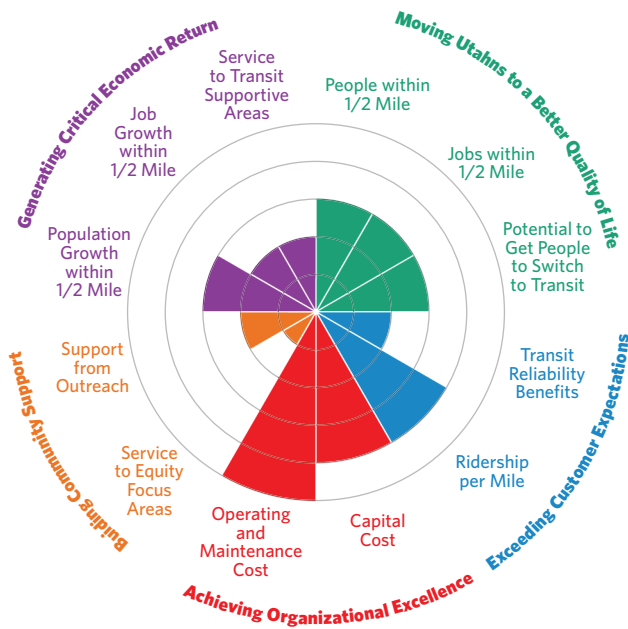 Generating Critical Economic Return
Moving Utahns to a Better Quality of Life
Service
to Transit
Supportive
Areas
People within
1/2 Mile
Job
Growth
within
1/2 Mile
Jobs within
1/2 Mile
Population
Growth
within
1/2 Mile
Potential to
Get People
to Switch
to Transit
Support
from
Outreach
Transit
Reliability
Benefits
Building Community Support
Exceeding Customer Expectations
Service
to Equity
Focus
Areas
Ridership
per Mile
Operating
and
Maintenance
Cost
Capital
Cost
Achieving Organizational Excellence